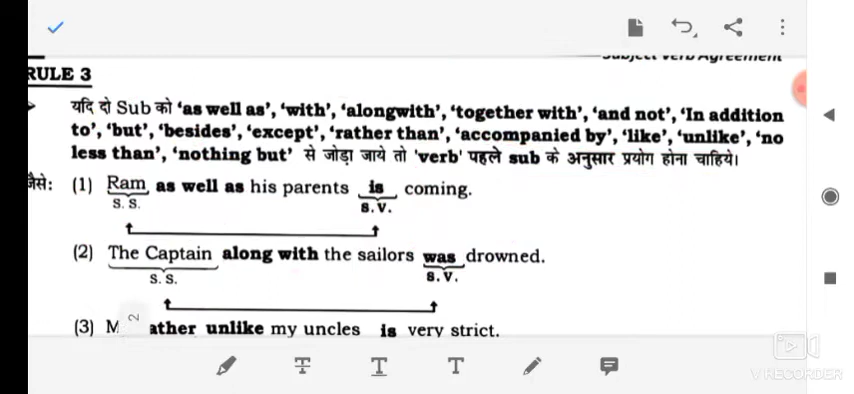 Subject Verb Agreement
RULE 3
यदि दो Sub को 'as well as', 'with', 'alongwith', 'together with', 'and not', 'In addition
to', 'but', 'besides', 'except', 'rather than', 'accompanied by', 'like', 'unlike', 'no
less than', 'nothing but' से जोड़ा जाये तो 'verb' पहले sub के अनुसार प्रयोग होना चाहिये।
जैसे: (1) Ram as well as his parents is coming.
S. S. S. V.
(2) The Captain along with the sailors was drowned.
S. S. S. V.
(3) M ather unlike my uncles is very strict.
2
T T T
V RECORDER